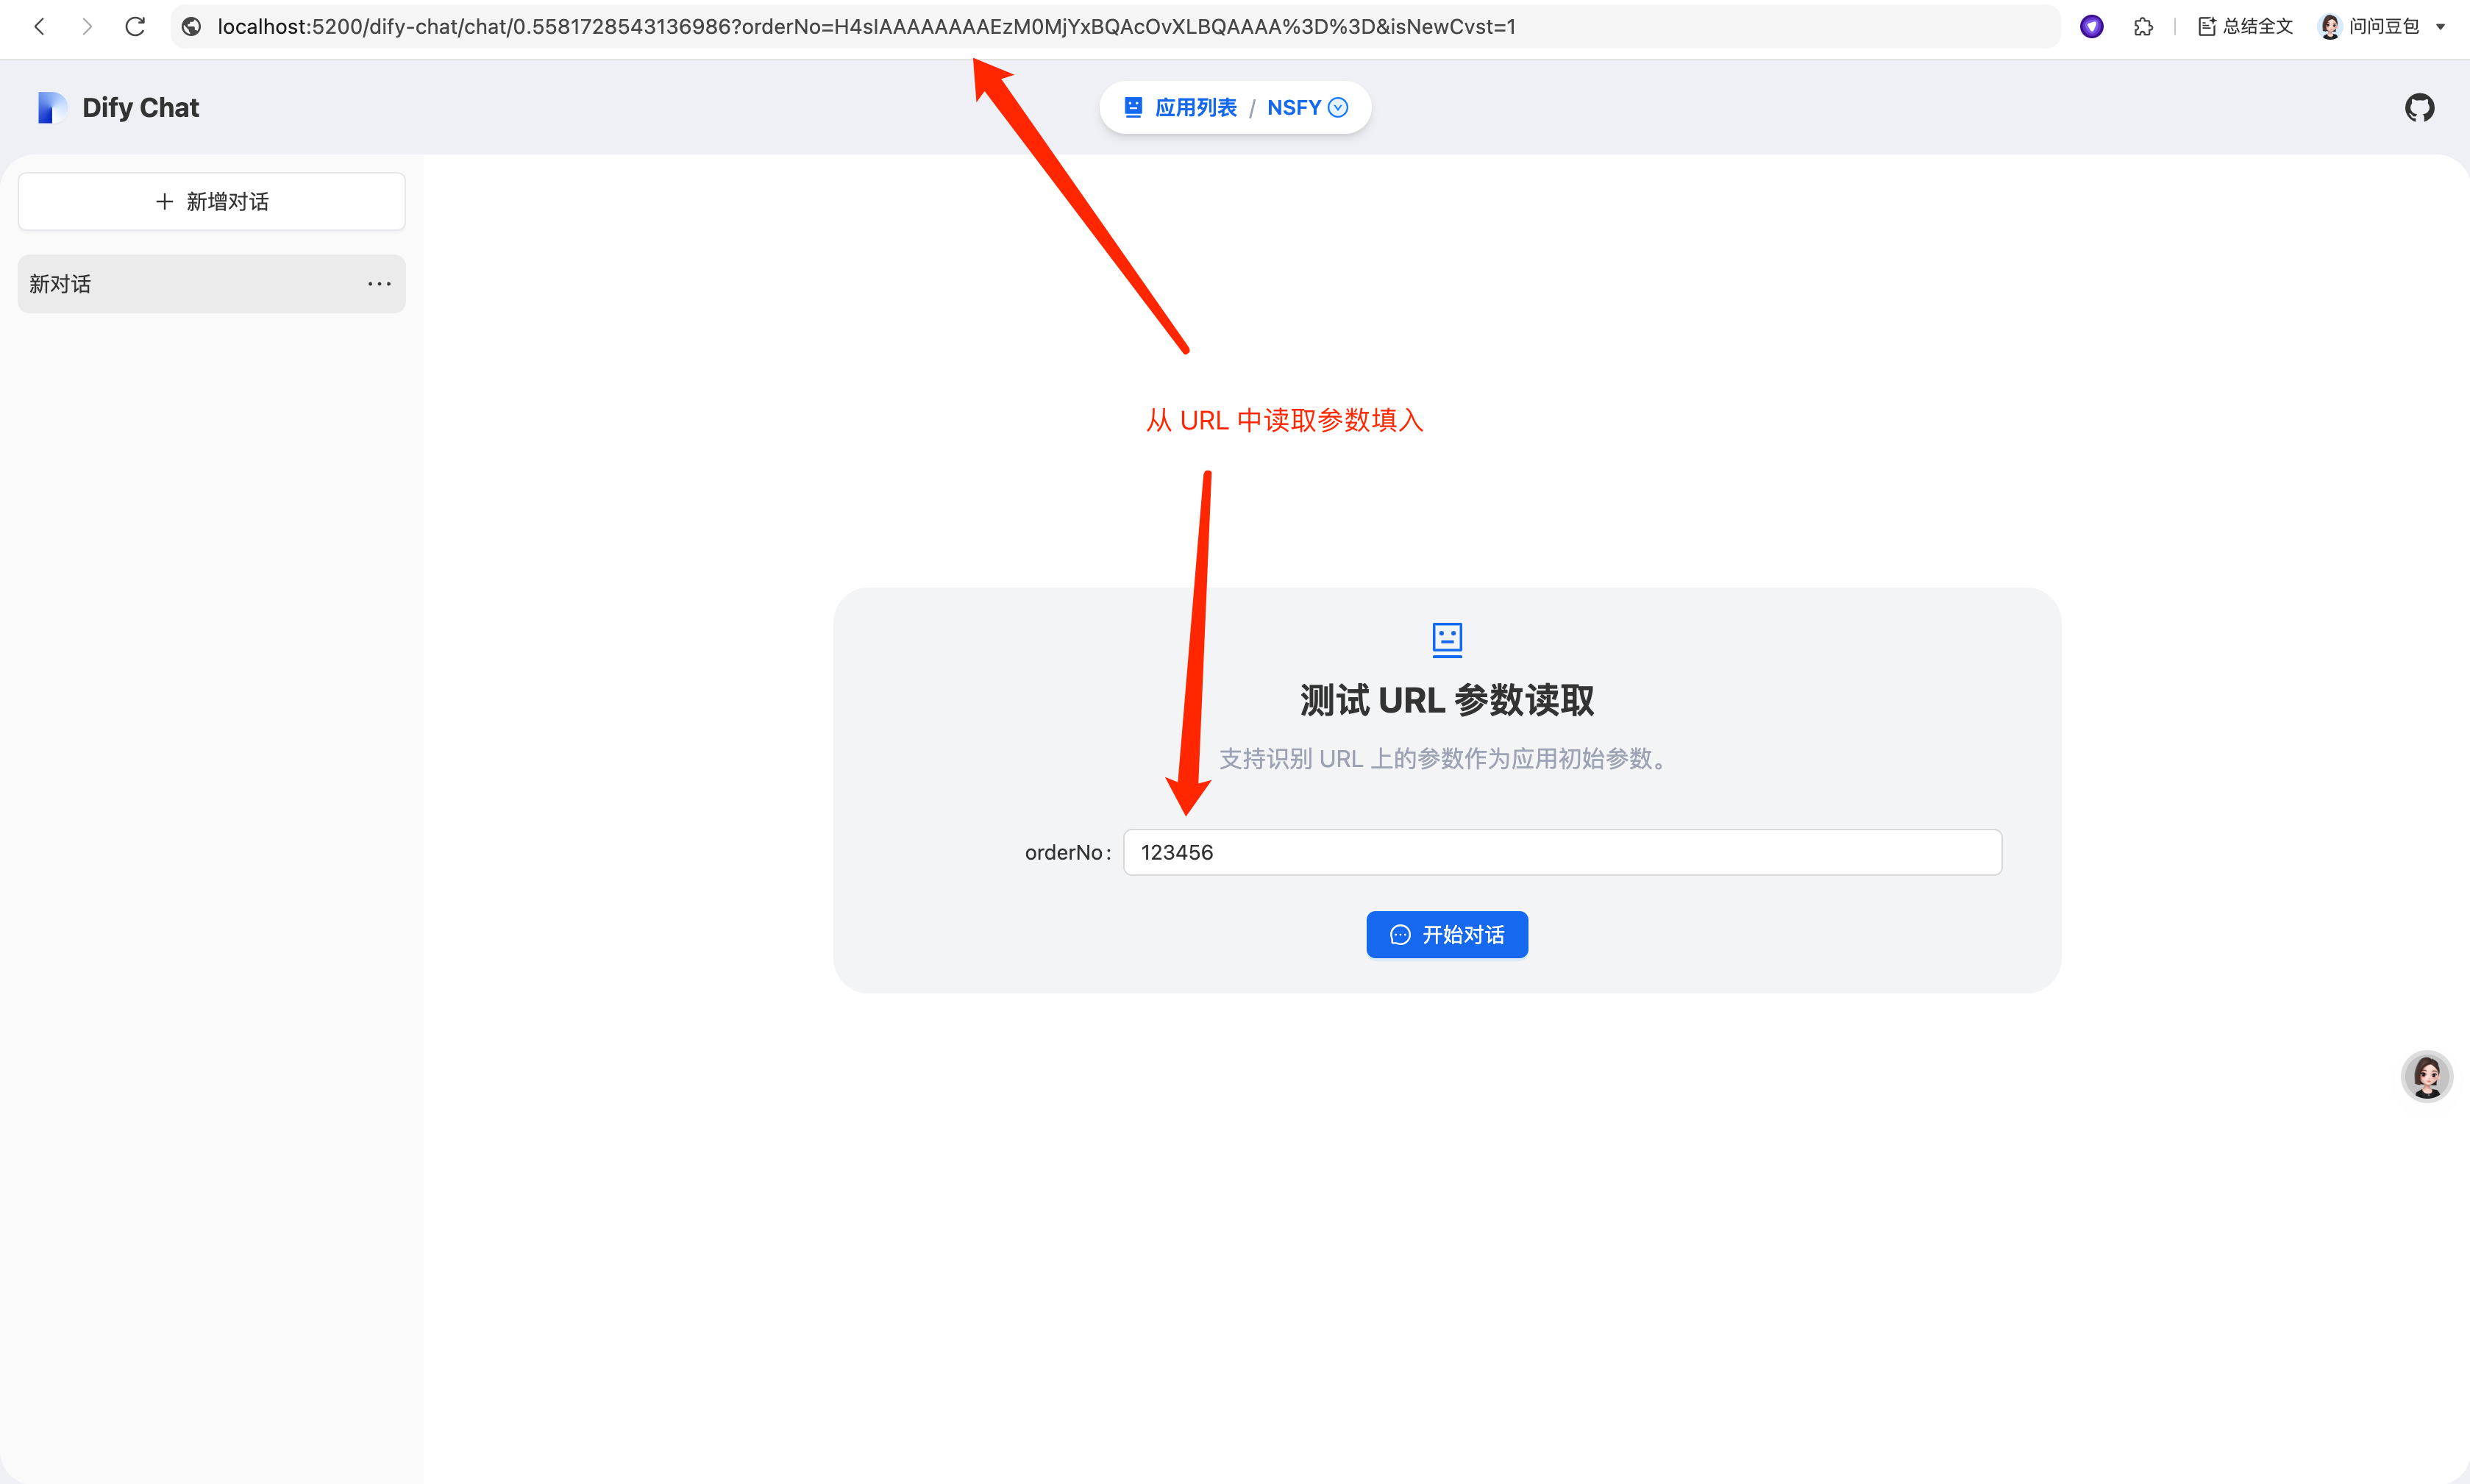 localhost:5200/dify-chat/chat/0.5581728543136986?orderNo=H4sIAAAAAAAAEzM0MjYxBQAcOvXLBQAAAA%3D%3D&isNewCvst=1
总结全文
问问豆包
Dify Chat
应用列表 / NSFY
新增对话
新对话
从 URL 中读取参数填入
测试 URL 参数读取
支持识别 URL 上的参数作为应用初始参数。
orderNo:
123456
开始对话